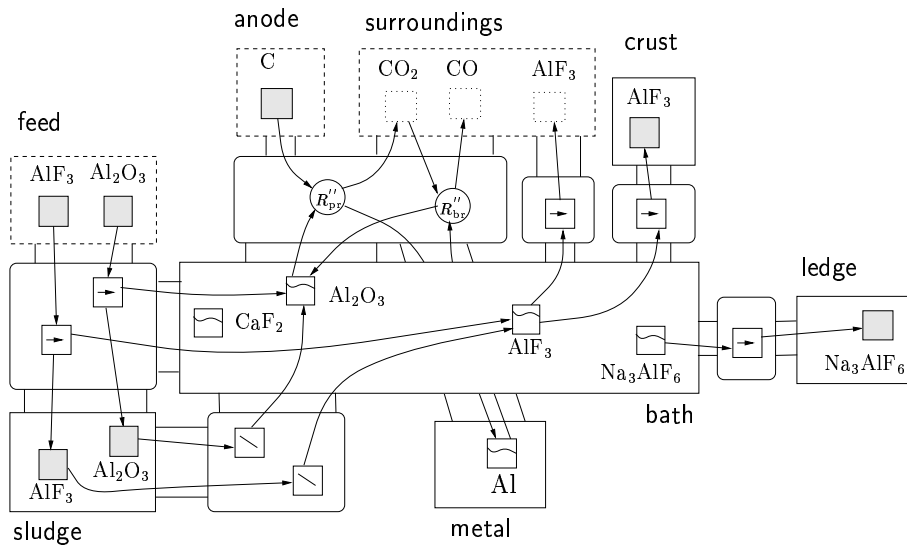 anode
surroundings
crust
C
CO₂
CO
AlF₃
AlF₃
feed
AlF₃
Al₂O₃
R''pr
R''br
ledge
Al₂O₃
CaF₂
AlF₃
Na₃AlF₆
Na₃AlF₆
bath
Al₂O₃
AlF₃
Al
sludge
metal